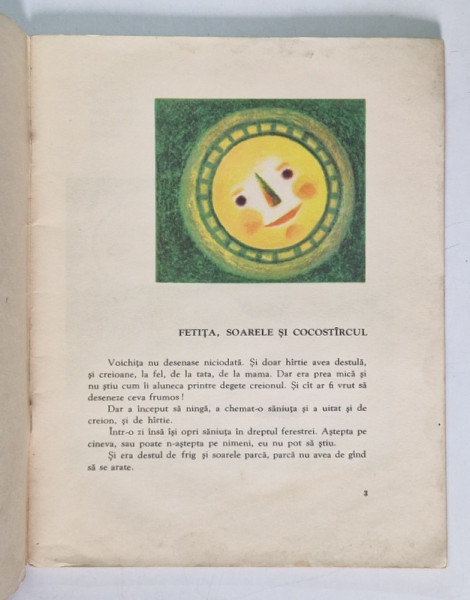 FETIȚA, SOARELE ȘI COCOSTÎRCUL
Voichița nu desenase niciodată. Și doar hîrtie avea destulă,
și creioane, la fel, de la tata, de la mama. Dar era prea mică și
nu știu cum îi aluneca printre degete creionul. Și cît ar fi vrut să
deseneze ceva frumos!
Dar a început să ningă, a chemat-o săniuța și a uitat și de
creion, și de hîrtie.
Într-o zi însă își opri săniuța în dreptul ferestrei. Aștepta pe
cineva, sau poate n-aștepta pe nimeni, eu nu pot să știu.
Și era destul de frig și soarele parcă, parcă nu avea de gînd
să se arate.
3